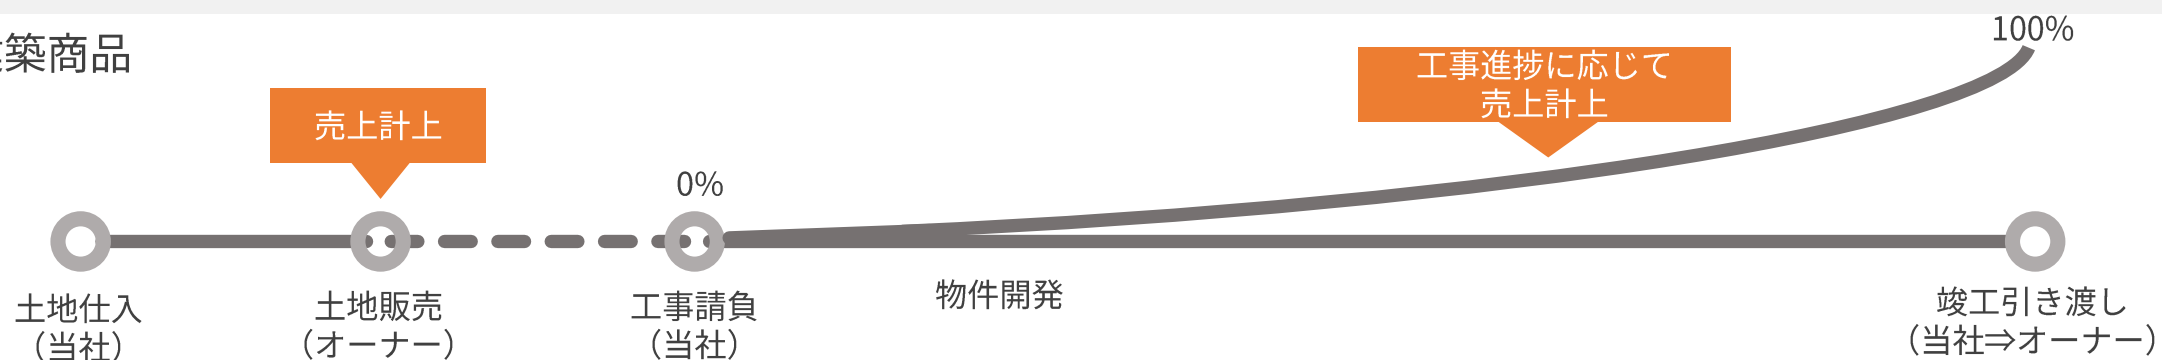 築商品
100%
工事進捗に応じて
売上計上
売上計上
0%
土地仕入
（当社）
土地販売
（オーナー）
工事請負
（当社）
物件開発
竣工引き渡し
（当社⇒オーナー）